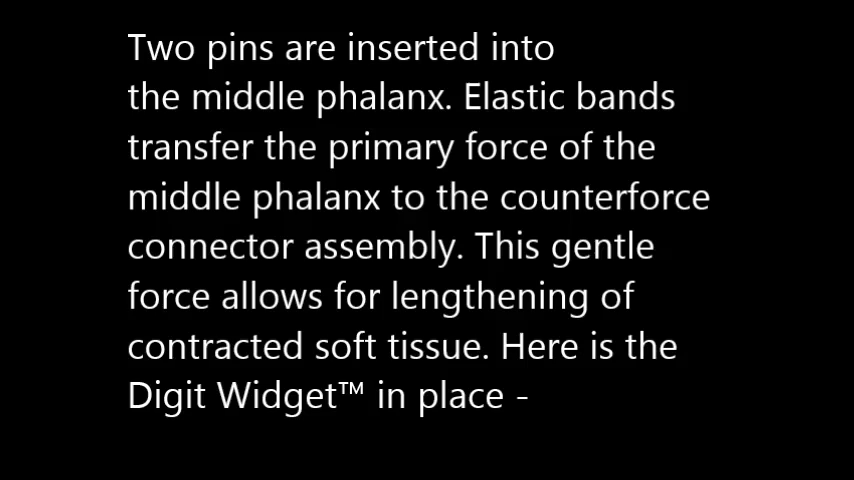 Two pins are inserted into
the middle phalanx. Elastic bands
transfer the primary force of the
middle phalanx to the counterforce
connector assembly. This gentle
force allows for lengthening of
contracted soft tissue. Here is the
Digit Widget™ in place -